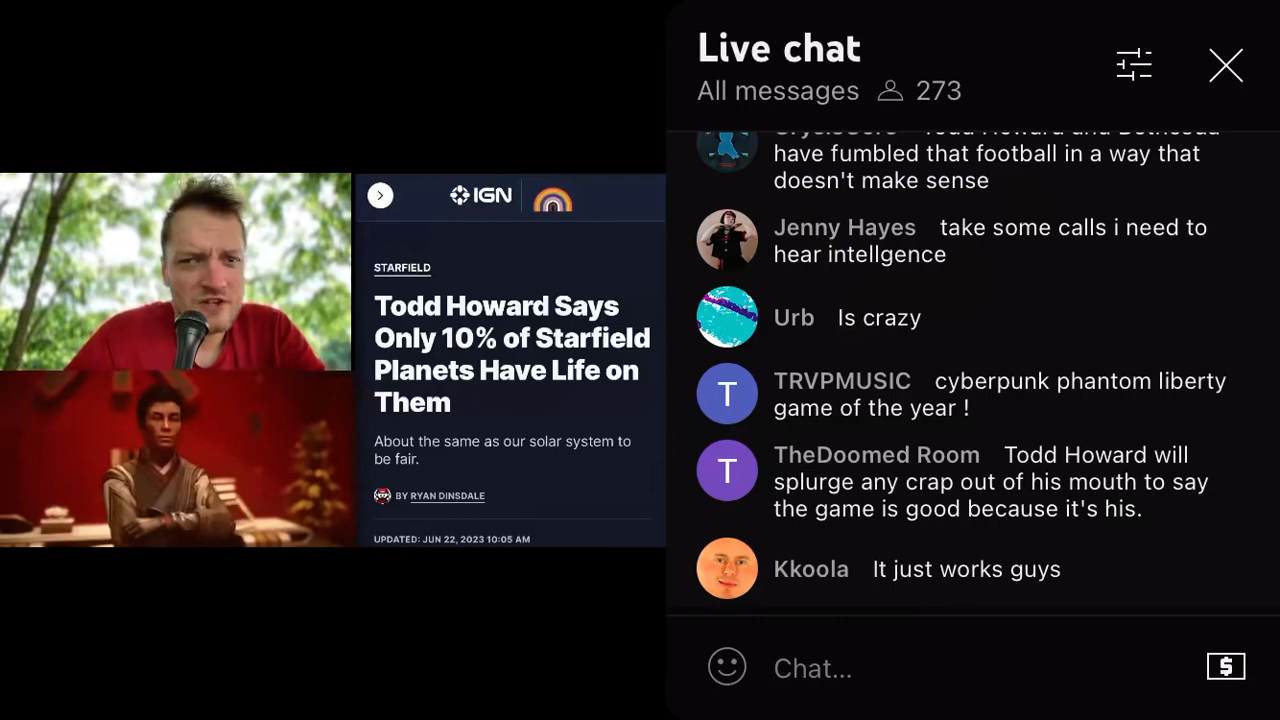 Live chat
All messages 273
have fumbled that football in a way that
doesn't make sense
Jenny Hayes take some calls i need to
hear intellgence
Urb Is crazy
T TRVPMUSIC cyberpunk phantom liberty
game of the year !
T TheDoomed Room Todd Howard will
splurge any crap out of his mouth to say
the game is good because it's his.
Kkoola It just works guys
Chat...
$
IGN
STARFIELD
Todd Howard Says
Only 10% of Starfield
Planets Have Life on
Them
About the same as our solar system to
be fair.
BY RYAN DINSDALE
UPDATED: JUN 22, 2023 10:05 AM